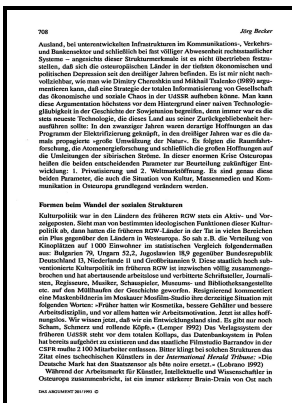 708 Jörg Becker
Ausland, bei unterentwickelten Infrastrukturen im Kommunikations-, Verkehrs-
und Bankensektor und schließlich bei fast völliger Abwesenheit rechtsstaatlicher
Systeme – angesichts dieser Strukturmerkmale ist es nicht übertrieben festzu-
stellen, daß sich die osteuropäischen Länder in der tiefsten ökonomischen und
politischen Depression seit den dreißiger Jahren befinden. Es ist mir nicht nach-
vollziehbar, wie man wie Dimitry Chereshkin und Mikhail Tsalenko (1989) argu-
mentieren kann, daß eine Strategie der totalen Informatisierung von Gesellschaft
das ökonomische und soziale Chaos in der UdSSR aufheben könne. Man kann
diese Argumentation höchstens vor dem Hintergrund einer naiven Technologie-
gläubigkeit in der Geschichte der Sowjetunion begreifen, denn immer war es die
stets neueste Technologie, die dieses Land aus seiner Zurückgebliebenheit her-
ausführen sollte: In den zwanziger Jahren waren derartige Hoffnungen an das
Programm der Elektrifizierung geknüpft, in den dreißiger Jahren war es die da-
mals propagierte »große Umwälzung der Natur«. Es folgten die Raumfahrt-
forschung, die Atomenergieforschung und schließlich die großen Hoffnungen auf
die Umleitungen der sibirischen Ströme. In dieser enormen Krise Osteuropas
heißen die beiden entscheidenden Parameter zur Beurteilung zukünftiger Ent-
wicklung: 1. Privatisierung und 2. Weltmarktöffnung. Es sind genau diese
beiden Parameter, die auch die Situation von Kultur, Massenmedien und Kom-
munikation in Osteuropa grundlegend verändern werden.
Formen beim Wandel der sozialen Strukturen
Kulturpolitik war in den Ländern des früheren RGW stets ein Aktiv- und Vor-
zeigeposten. Sieht man von bestimmten ideologischen Funktionen dieser Kultur-
politik ab, dann hatten die früheren RGW-Länder in der Tat in vielen Bereichen
ein Plus gegenüber den Ländern in Westeuropa. So sah z.B. die Verteilung von
Kinoplätzen auf 1 000 Einwohner im statistischen Vergleich folgendermaßen
aus: Bulgarien 79, Ungarn 52,2, Jugoslawien 18,9 gegenüber Bundesrepublik
Deutschland 13, Niederlande 11 und Großbritannien 9. Diese staatlich hoch sub-
ventionierte Kulturpolitik im früheren RGW ist inzwischen völlig zusammenge-
brochen und hat abertausende arbeitslose und verbitterte Schriftsteller, Journali-
sten, Regisseure, Musiker, Schauspieler, Museums- und Bibliotheksangestellte
etc. auf den Müllhaufen der Geschichte geworfen. Resignierend kommentiert
eine Maskenbildnerin im Moskauer Mosfilm-Studio ihre derzeitige Situation mit
folgenden Worten: »Früher hatten wir Kosmetika, bessere Gehälter und bessere
Arbeitsdisziplin, und vor allem hatten wir Arbeitsmotivation. Jetzt ist alles hoff-
nungslos. Wir wissen jetzt, daß wir ein Entwicklungsland sind. Es gibt nur noch
Scham, Schmerz und rollende Köpfe.« (Lemper 1992) Das Verlagssystem der
früheren UdSSR steht vor dem totalen Kollaps, das Datenbanksystem in Polen
hat bereits aufgehört zu existieren und das staatliche Filmstudio Barrandov in der
CSFR mußte 2 100 Mitarbeiter entlassen. Bitter klingt bei solchen Strukturen das
Zitat eines tschechischen Künstlers in der International Herald Tribune: »Die
Deutsche Mark hat den Staatszensor als bête noire ersetzt.« (Lobrano 1992)
Während der Arbeitsmarkt für Künstler, Intellektuelle und Wissenschaftler in
Osteuropa zusammenbricht, ist ein immer stärkerer Brain-Drain von Ost nach
DAS ARGUMENT 201/1993 ©